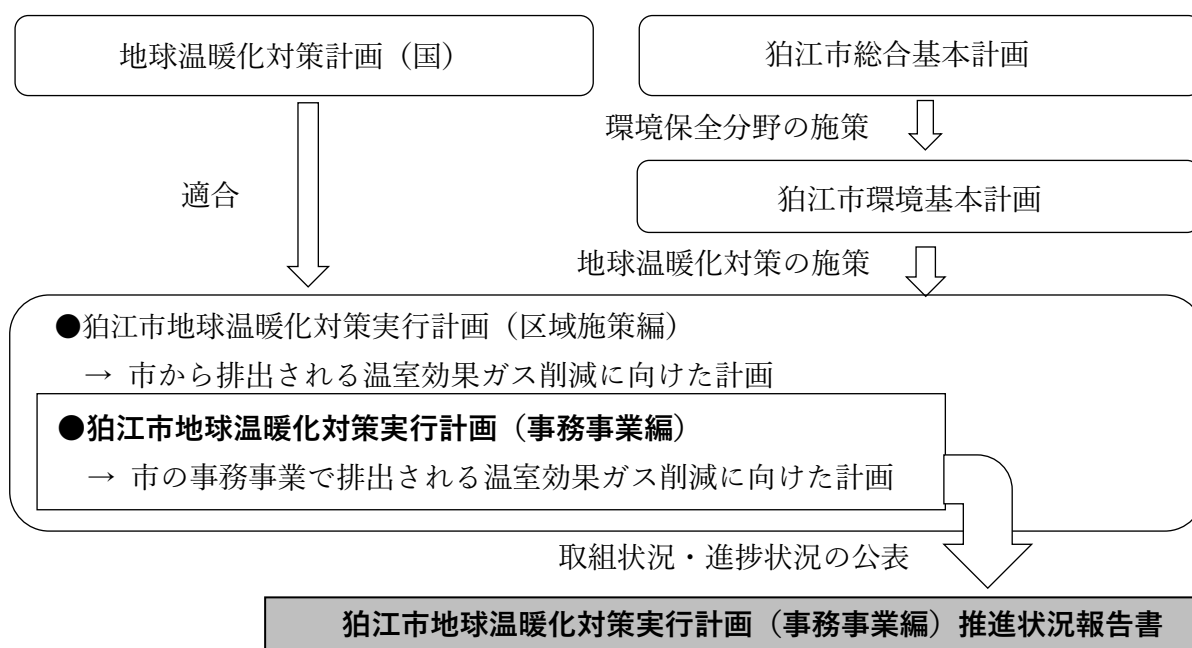 地球温暖化対策計画（国）
狛江市総合基本計画
環境保全分野の施策
適合
狛江市環境基本計画
地球温暖化対策の施策
●狛江市地球温暖化対策実行計画（区域施策編）
→ 市から排出される温室効果ガス削減に向けた計画
●狛江市地球温暖化対策実行計画（事務事業編）
→ 市の事務事業で排出される温室効果ガス削減に向けた計画
取組状況・進捗状況の公表
狛江市地球温暖化対策実行計画（事務事業編）推進状況報告書